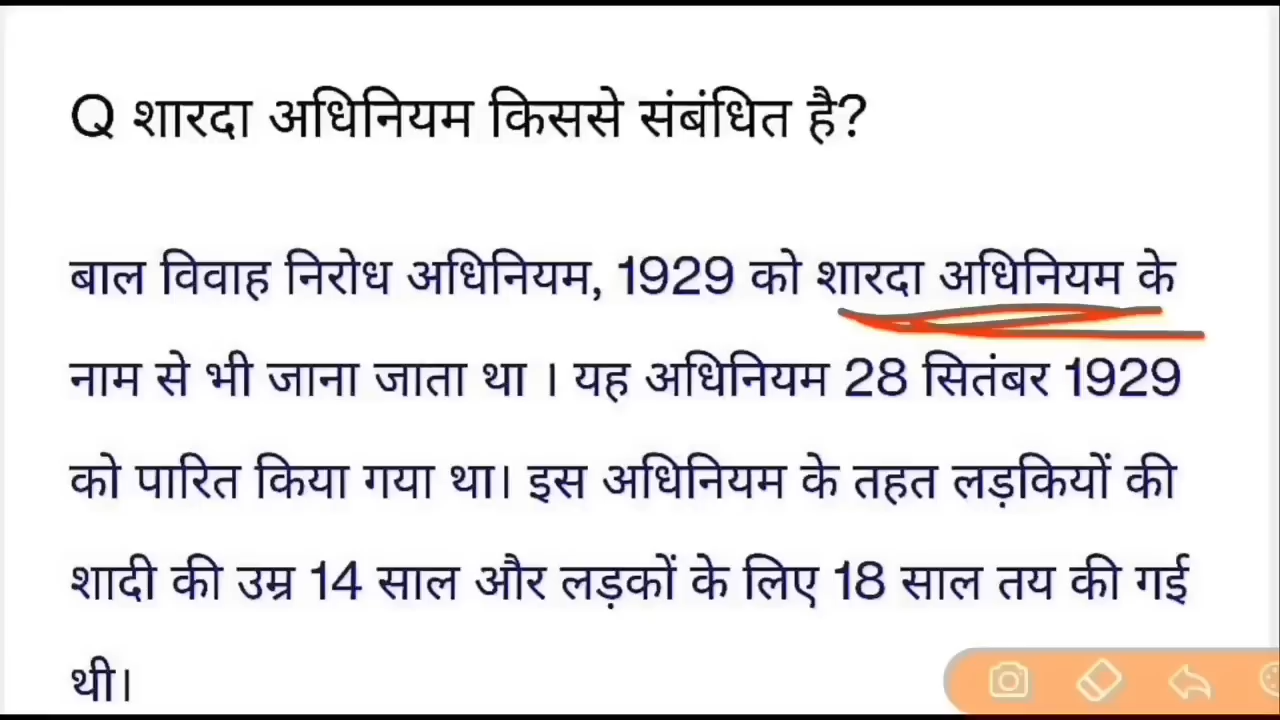 Q शारदा अधिनियम किससे संबंधित है?
बाल विवाह निरोध अधिनियम, 1929 को शारदा अधिनियम के
नाम से भी जाना जाता था । यह अधिनियम 28 सितंबर 1929
को पारित किया गया था। इस अधिनियम के तहत लड़कियों की
शादी की उम्र 14 साल और लड़कों के लिए 18 साल तय की गई
थी।